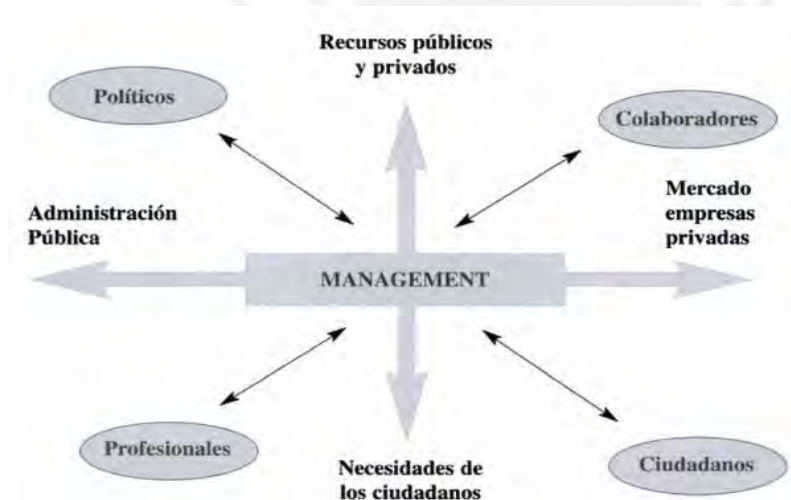 Recursos públicos
y privados
Políticos
Colaboradores
Administración
Pública
Mercado
empresas
privadas
MANAGEMENT
Profesionales
Necesidades de
los ciudadanos
Ciudadanos